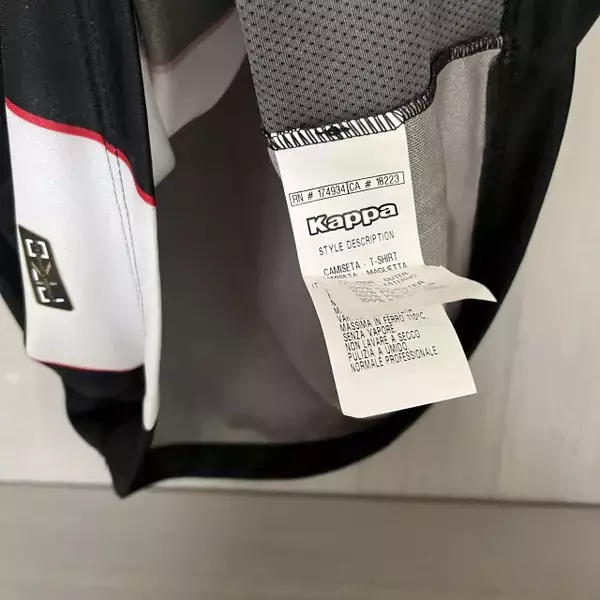 RN # 174934 CA # 18223
Kappa
STYLE DESCRIPTION
CAMISETA - T-SHIRT
MAGLIETTA
OUTER
MASSIMA IN FERRO 110°C.
SENZA VAPORE
NON LAVARE A SECCO
PULIZIA A UMIDO.
NORMALE PROFESSIONALE.